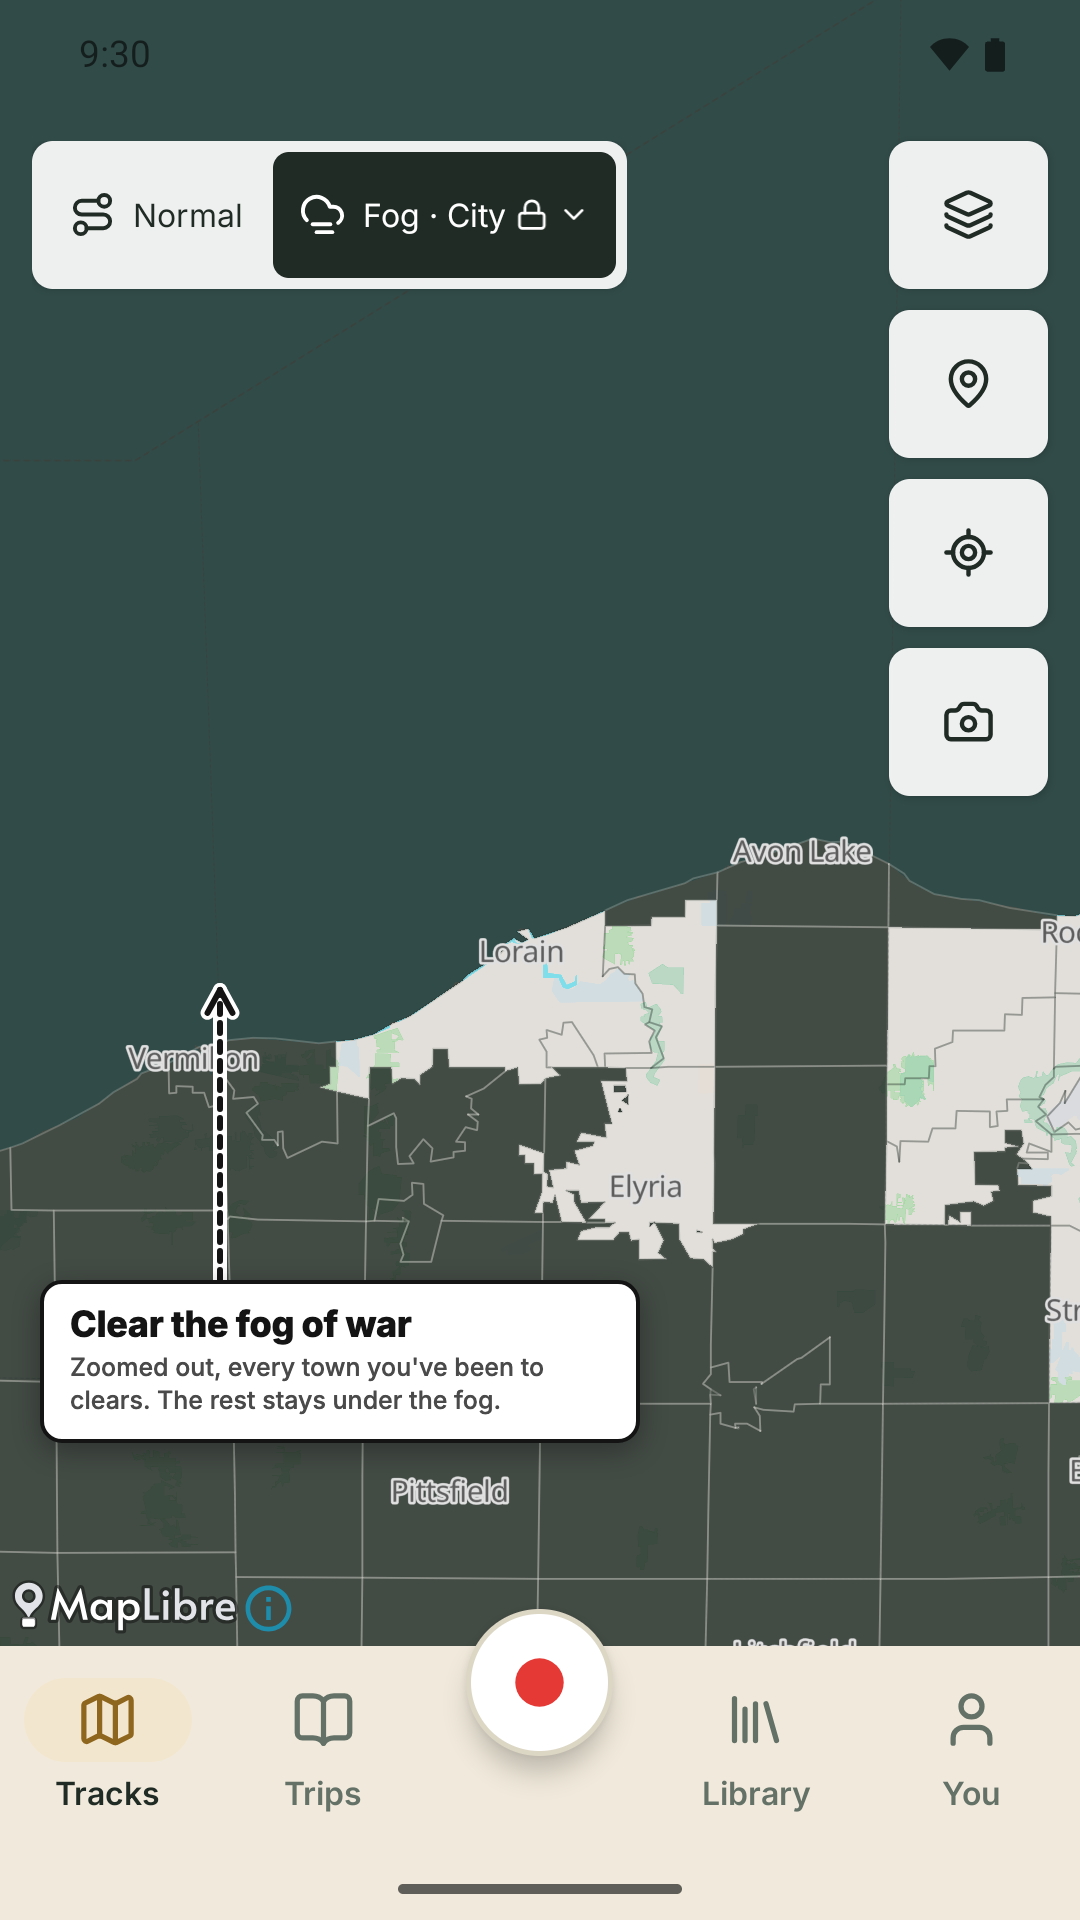 9:30
Normal
Fog · City
Avon Lake
Lorain
Vermilion
Elyria
Clear the fog of war
Zoomed out, every town you've been to
clears. The rest stays under the fog.
Pittsfield
MapLibre
Tracks
Trips
Library
You